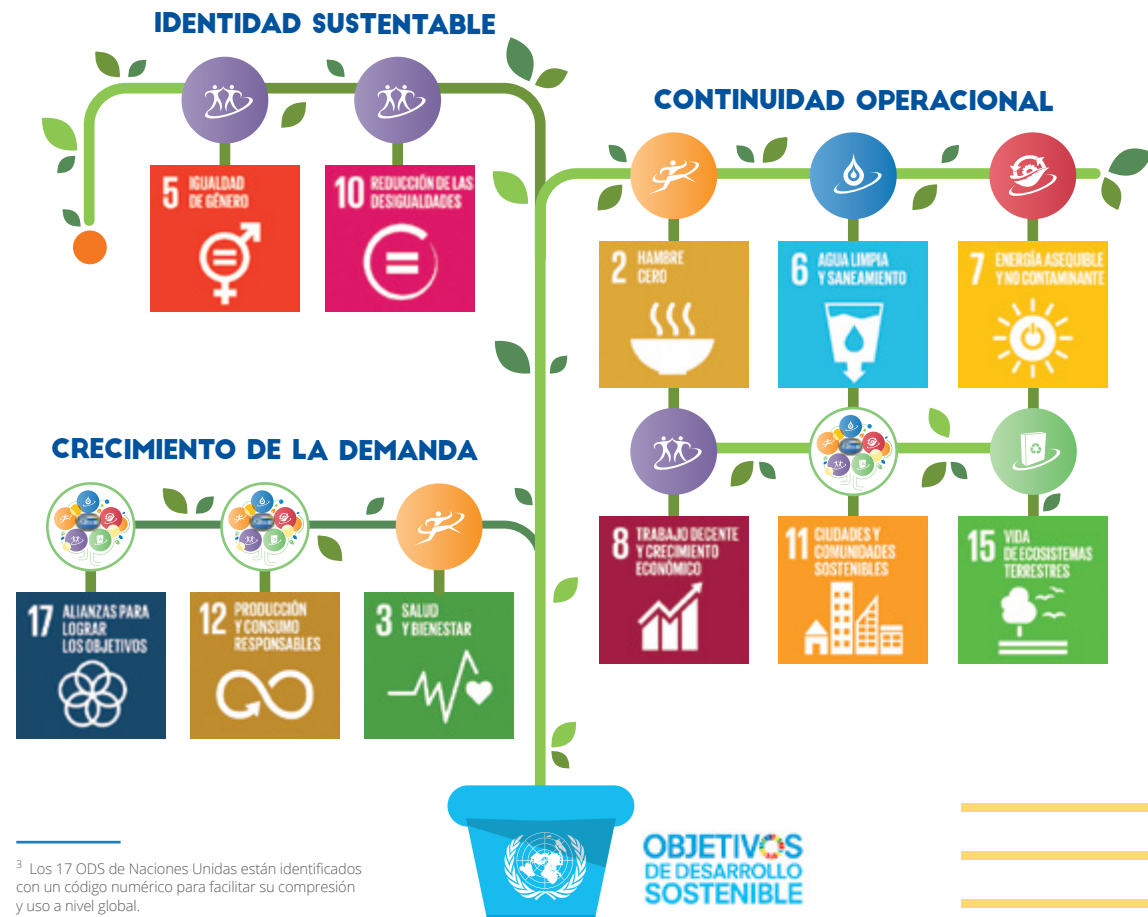 IDENTIDAD SUSTENTABLE
5 IGUALDAD
DE GÉNERO
10 REDUCCIÓN DE LAS
DESIGUALDADES
CONTINUIDAD OPERACIONAL
2 HAMBRE
CERO
6 AGUA LIMPIA
Y SANEAMIENTO
7 ENERGÍA ASEQUIBLE
Y NO CONTAMINANTE
8 TRABAJO DECENTE
Y CRECIMIENTO
ECONÓMICO
11 CIUDADES Y
COMUNIDADES
SOSTENIBLES
15 VIDA
DE ECOSISTEMAS
TERRESTRES
CRECIMIENTO DE LA DEMANDA
17 ALIANZAS PARA
LOGRAR
LOS OBJETIVOS
12 PRODUCCIÓN
Y CONSUMO
RESPONSABLES
3 SALUD
Y BIENESTAR
OBJETIVOS
DE DESARROLLO
SOSTENIBLE
3 Los 17 ODS de Naciones Unidas están identificados
con un código numérico para facilitar su compresión
y uso a nivel global.